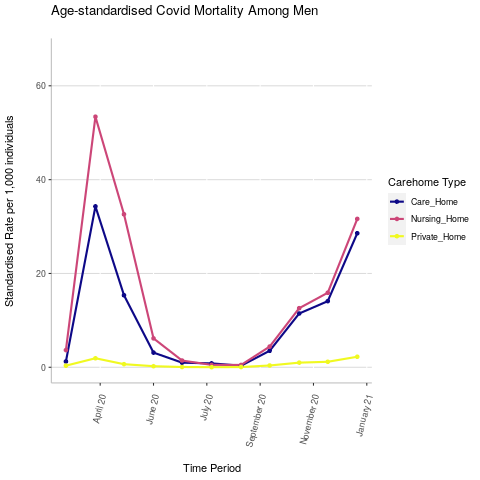 Age-standardised Covid Mortality Among Men
Standardised Rate per 1,000 individuals
60
40
20
0
April 20
June 20
July 20
September 20
November 20
January 21
Time Period
Carehome Type
Care_Home
Nursing_Home
Private_Home